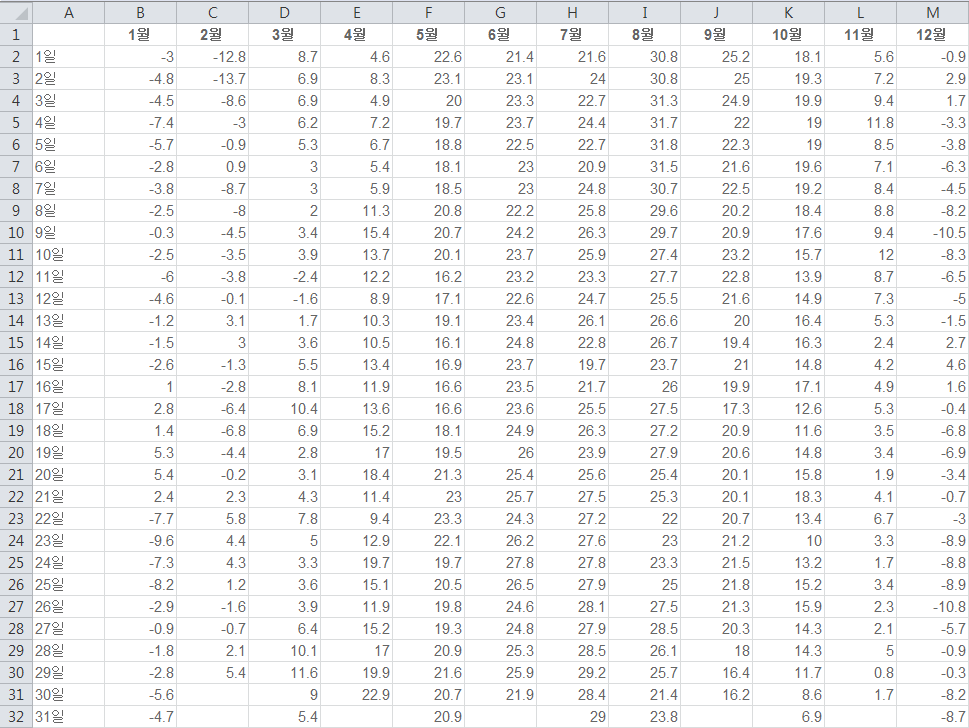 A B C D E F G H I J K L M
1 1월 2월 3월 4월 5월 6월 7월 8월 9월 10월 11월 12월
2 1일 -3 -12.8 8.7 4.6 22.6 21.4 21.6 30.8 25.2 18.1 5.6 -0.9
3 2일 -4.8 -13.7 6.9 8.3 23.1 23.1 24 30.8 25 19.3 7.2 2.9
4 3일 -4.5 -8.6 6.9 4.9 20 23.3 22.7 31.3 24.9 19.9 9.4 1.7
5 4일 -7.4 -3 6.2 7.2 19.7 23.7 24.4 31.7 22 19 11.8 -3.3
6 5일 -5.7 -0.9 5.3 6.7 18.8 22.5 22.7 31.8 22.3 19 8.5 -3.8
7 6일 -2.8 0.9 3 5.4 18.1 23 20.9 31.5 21.6 19.6 7.1 -6.3
8 7일 -3.8 -8.7 3 5.9 18.5 23 24.8 30.7 22.5 19.2 8.4 -4.5
9 8일 -2.5 -8 2 11.3 20.8 22.2 25.8 29.6 20.2 18.4 8.8 -8.2
10 9일 -0.3 -4.5 3.4 15.4 20.7 24.2 26.3 29.7 20.9 17.6 9.4 -10.5
11 10일 -2.5 -3.5 3.9 13.7 20.1 23.7 25.9 27.4 23.2 15.7 12 -8.3
12 11일 -6 -3.8 -2.4 12.2 16.2 23.2 23.3 27.7 22.8 13.9 8.7 -6.5
13 12일 -4.6 -0.1 -1.6 8.9 17.1 22.6 24.7 25.5 21.6 14.9 7.3 -5
14 13일 -1.2 3.1 1.7 10.3 19.1 23.4 26.1 26.6 20 16.4 5.3 -1.5
15 14일 -1.5 3 3.6 10.5 16.1 24.8 22.8 26.7 19.4 16.3 2.4 2.7
16 15일 -2.6 -1.3 5.5 13.4 16.9 23.7 19.7 23.7 21 14.8 4.2 4.6
17 16일 1 -2.8 8.1 11.9 16.6 23.5 21.7 26 19.9 17.1 4.9 1.6
18 17일 2.8 -6.4 10.4 13.6 16.6 23.6 25.5 27.5 17.3 12.6 5.3 -0.4
19 18일 1.4 -6.8 6.9 15.2 18.1 24.9 26.3 27.2 20.9 11.6 3.5 -6.8
20 19일 5.3 -4.4 2.8 17 19.5 26 23.9 27.9 20.6 14.8 3.4 -6.9
21 20일 5.4 -0.2 3.1 18.4 21.3 25.4 25.6 25.4 20.1 15.8 1.9 -3.4
22 21일 2.4 2.3 4.3 11.4 23 25.7 27.5 25.3 20.1 18.3 4.1 -0.7
23 22일 -7.7 5.8 7.8 9.4 23.3 24.3 27.2 22 20.7 13.4 6.7 -3
24 23일 -9.6 4.4 5 12.9 22.1 26.2 27.6 23 21.2 10 3.3 -8.9
25 24일 -7.3 4.3 3.3 19.7 19.7 27.8 27.8 23.3 21.5 13.2 1.7 -8.8
26 25일 -8.2 1.2 3.6 15.1 20.5 26.5 27.9 25 21.8 15.2 3.4 -8.9
27 26일 -2.9 -1.6 3.9 11.9 19.8 24.6 28.1 27.5 21.3 15.9 2.3 -10.8
28 27일 -0.9 -0.7 6.4 15.2 19.3 24.8 27.9 28.5 20.3 14.3 2.1 -5.7
29 28일 -1.8 2.1 10.1 17 20.9 25.3 28.5 26.1 18 14.3 5 -0.9
30 29일 -2.8 5.4 11.6 19.9 21.6 25.9 29.2 25.7 16.4 11.7 0.8 -0.3
31 30일 -5.6 9 22.9 20.7 21.9 28.4 21.4 16.2 8.6 1.7 -8.2
32 31일 -4.7 5.4 20.9 29 23.8 6.9 -8.7